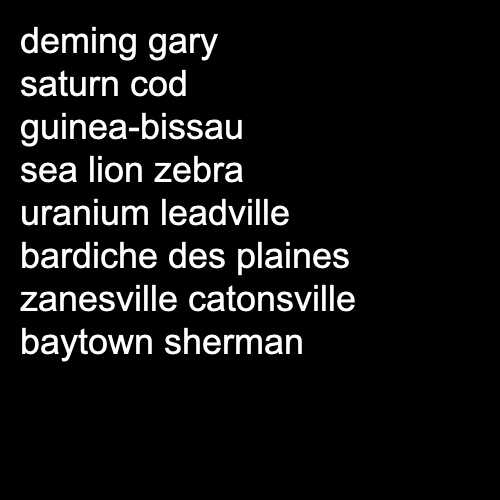 deming gary
saturn cod
guinea-bissau
sea lion zebra
uranium leadville
bardiche des plaines
zanesville catonsville
baytown sherman